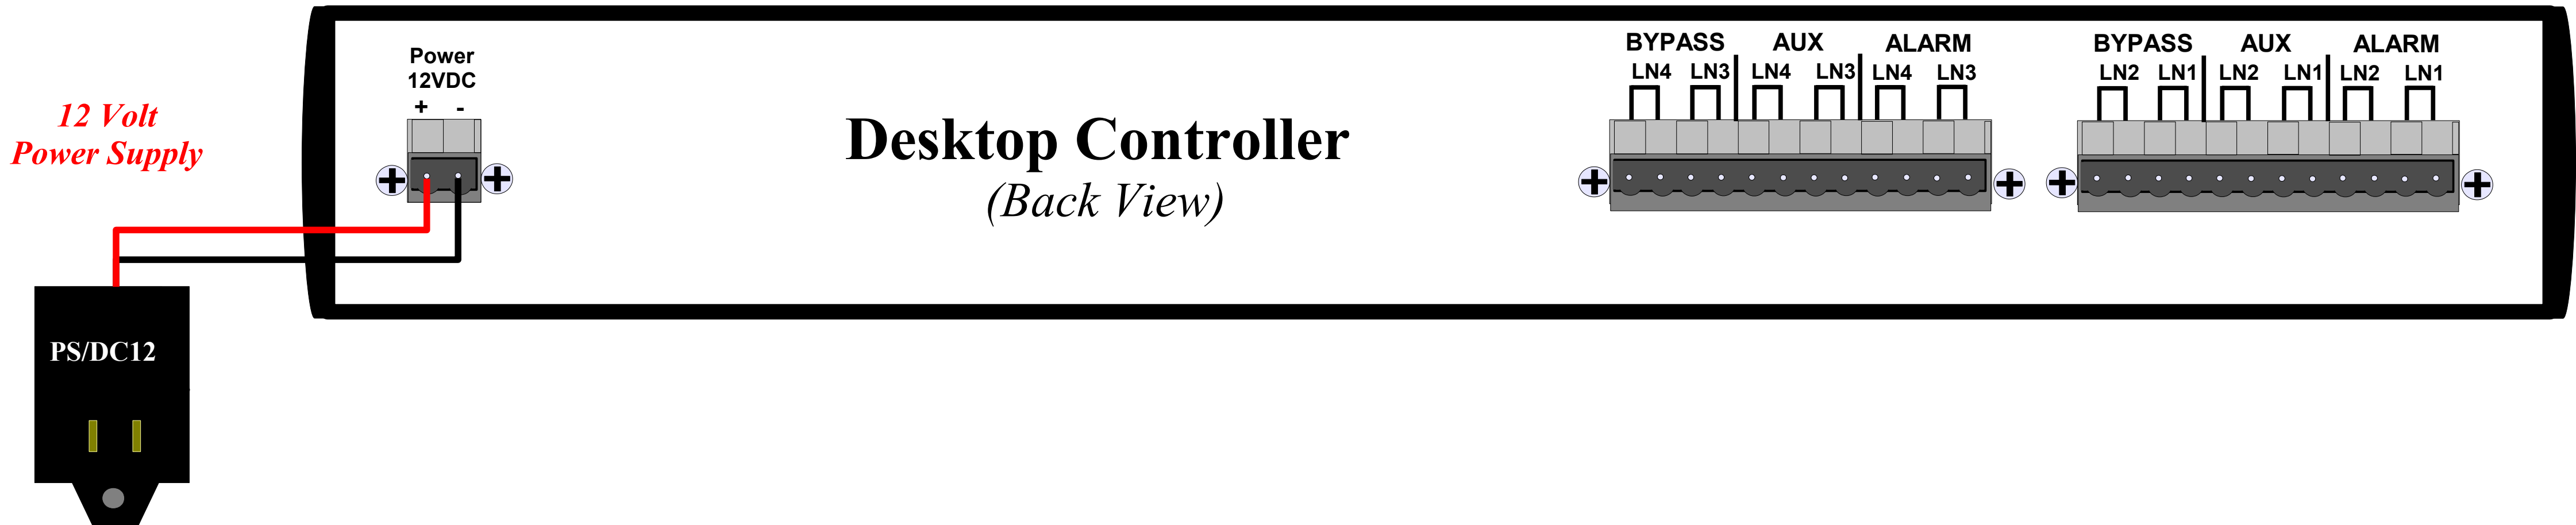 Power
12VDC
+ -
12 Volt
Power Supply
PS/DC12
Desktop Controller
(Back View)
BYPASS AUX ALARM
LN4 LN3 LN4 LN3 LN4 LN3
BYPASS AUX ALARM
LN2 LN1 LN2 LN1 LN2 LN1